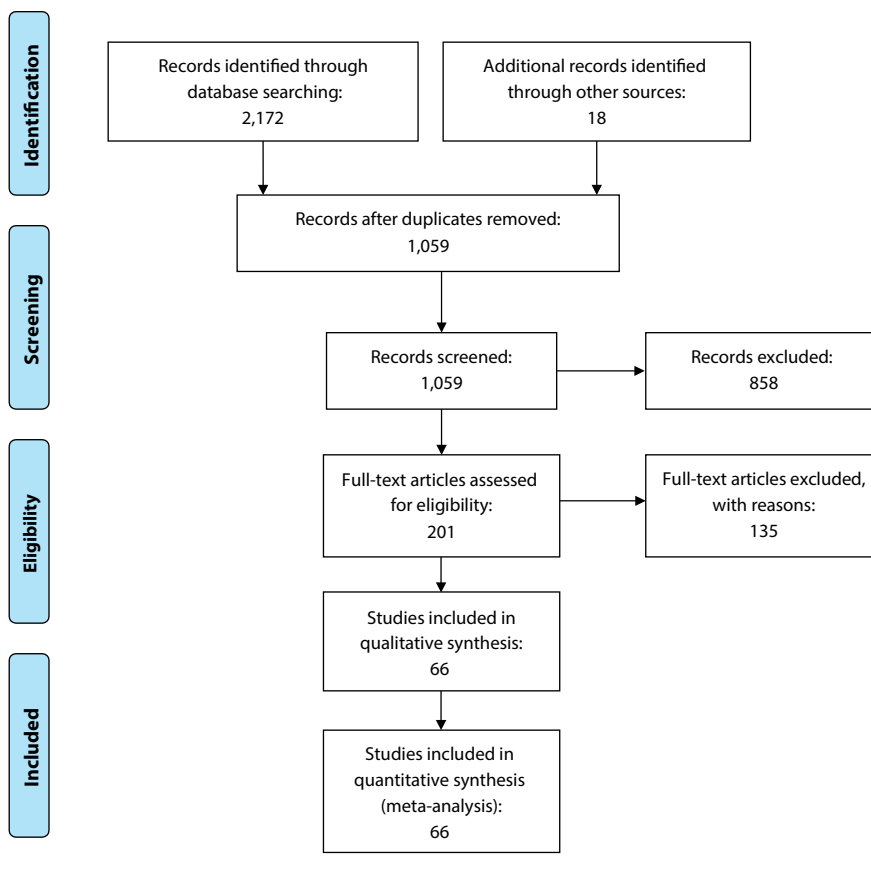 Identification
Records identified through
database searching:
2,172
Additional records identified
through other sources:
18
Records after duplicates removed:
1,059
Screening
Records screened:
1,059
Records excluded:
858
Eligibility
Full-text articles assessed
for eligibility:
201
Full-text articles excluded,
with reasons:
135
Studies included in
qualitative synthesis:
66
Included
Studies included in
quantitative synthesis
(meta-analysis):
66